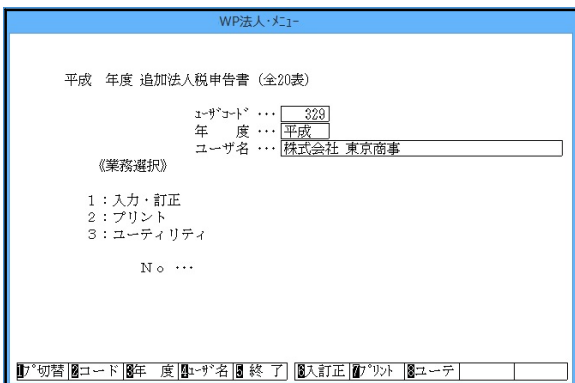 WP法人・ﾒﾆｭｰ
平成　年度 追加法人税申告書（全20表）
ﾕｰｻﾞｺｰﾄﾞ … 329
年　度 … 平成
ユーザ名 … 株式会社 東京商事
《業務選択》
1：入力・訂正
2：プリント
3：ユーティリティ
Ｎｏ …
1ﾌﾟ切替 2コード 3年　度 4ﾕｰｻﾞ名 5終 了 6入訂正 7ﾌﾟﾘﾝﾄ 8ユーテ